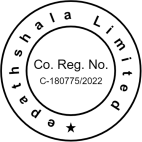 epathshala Limited
Co. Reg. No.
C-180775/2022